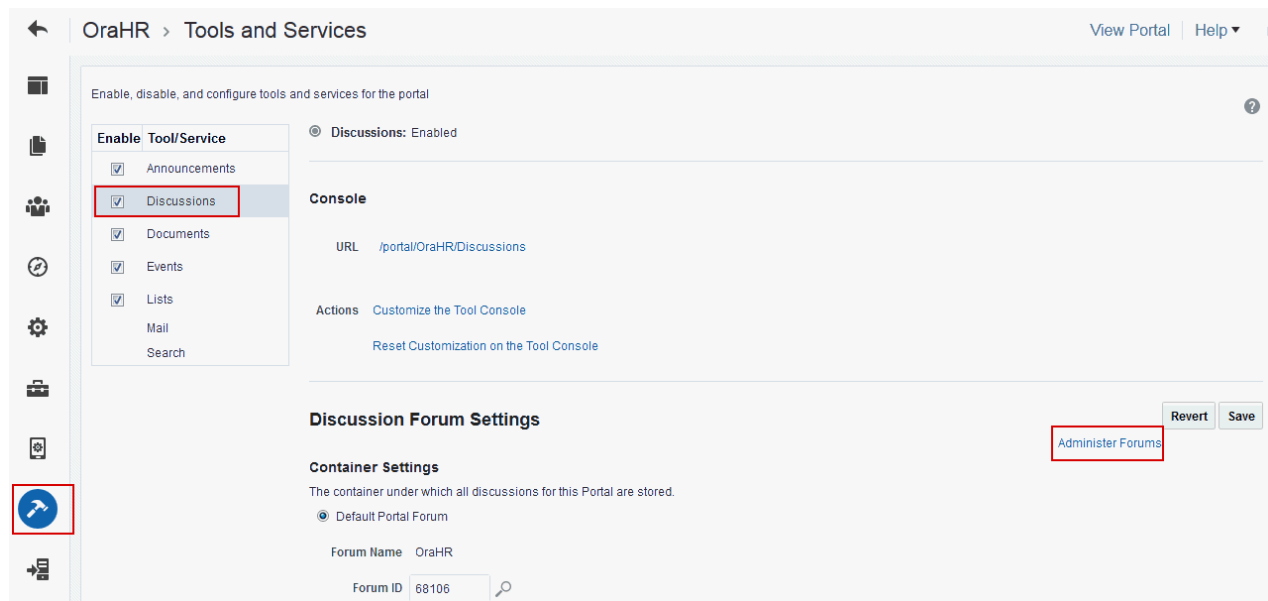 OraHR > Tools and Services
View Portal
Help
Enable, disable, and configure tools and services for the portal
Enable Tool/Service
Announcements
Discussions
Documents
Events
Lists
Mail
Search
Discussions: Enabled
Console
URL /portal/OraHR/Discussions
Actions Customize the Tool Console
Reset Customization on the Tool Console
Discussion Forum Settings
Revert
Save
Administer Forums
Container Settings
The container under which all discussions for this Portal are stored.
Default Portal Forum
Forum Name OraHR
Forum ID 68106